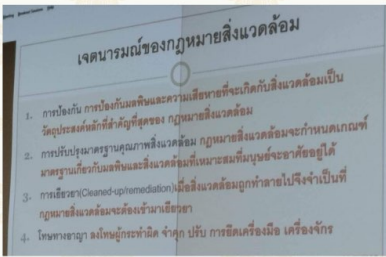 เจตนารมณ์ของกฎหมายสิ่งแวดล้อม
1. การป้องกัน การป้องกันมลพิษและความเสียหายที่จะเกิดกับสิ่งแวดล้อมเป็น
วัตถุประสงค์หลักที่สำคัญที่สุดของ กฎหมายสิ่งแวดล้อม
2. การปรับปรุงมาตรฐานคุณภาพสิ่งแวดล้อม กฎหมายสิ่งแวดล้อมจะกำหนดเกณฑ์
มาตรฐานเกี่ยวกับมลพิษและสิ่งแวดล้อมที่เหมาะสมที่มนุษย์จะอาศัยอยู่ได้
3. การเยียวยา(Cleaned-up/remediation)เมื่อสิ่งแวดล้อมถูกทำลายไปจึงจำเป็นที่
กฎหมายสิ่งแวดล้อมจะต้องเข้ามาเยียวยา
4. โทษทางอาญา ลงโทษผู้กระทำผิด จำคุก ปรับ การยึดเครื่องมือ เครื่องจักร